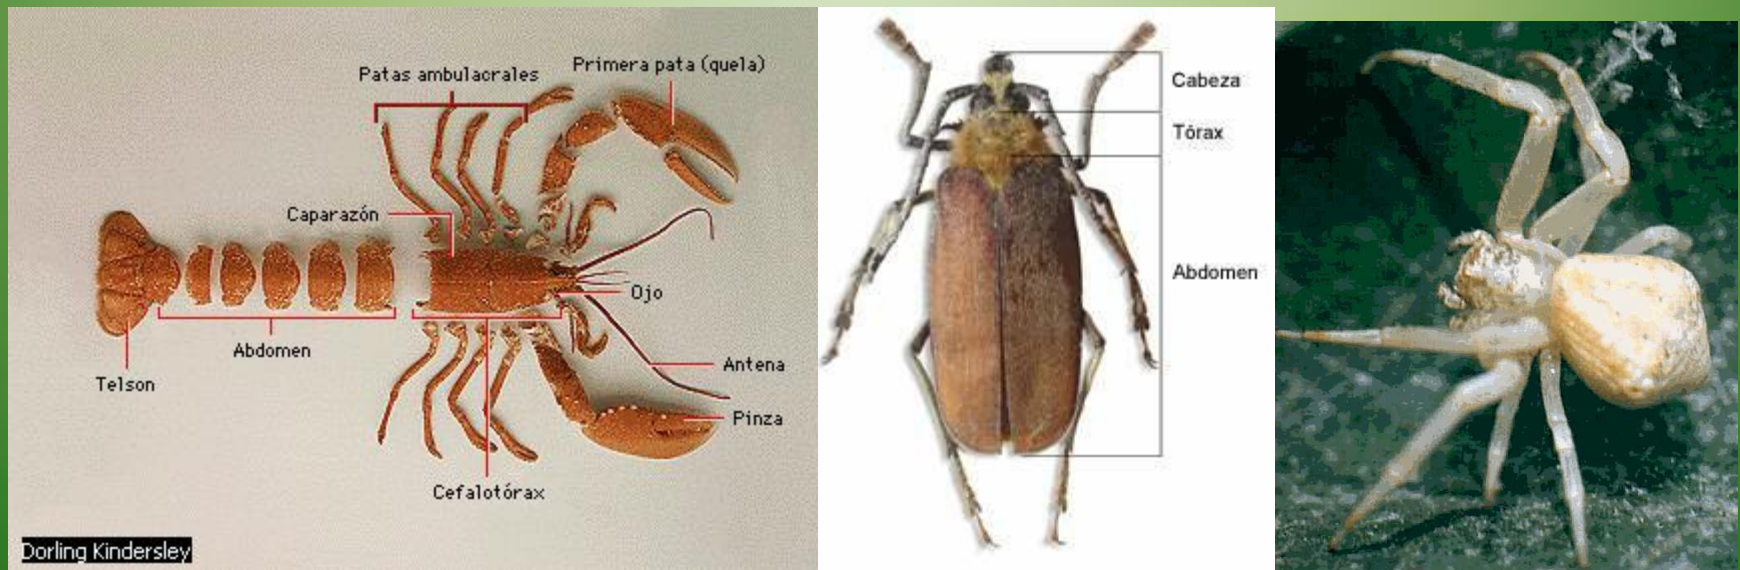 Patas ambulacrales
Primera pata (quela)
Caparazón
Ojo
Abdomen
Antena
Telson
Pinza
Cefalotórax
Dorling Kindersley
Cabeza
Tórax
Abdomen